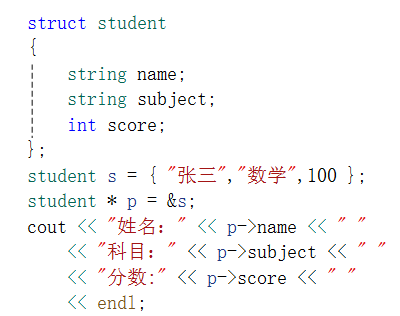 struct student
{
    string name;
    string subject;
    int score;
};
student s = { "张三","数学",100 };
student * p = &s;
cout << "姓名：" << p->name << " "
    << "科目：" << p->subject << " "
    << "分数:" << p->score << " "
    << endl;